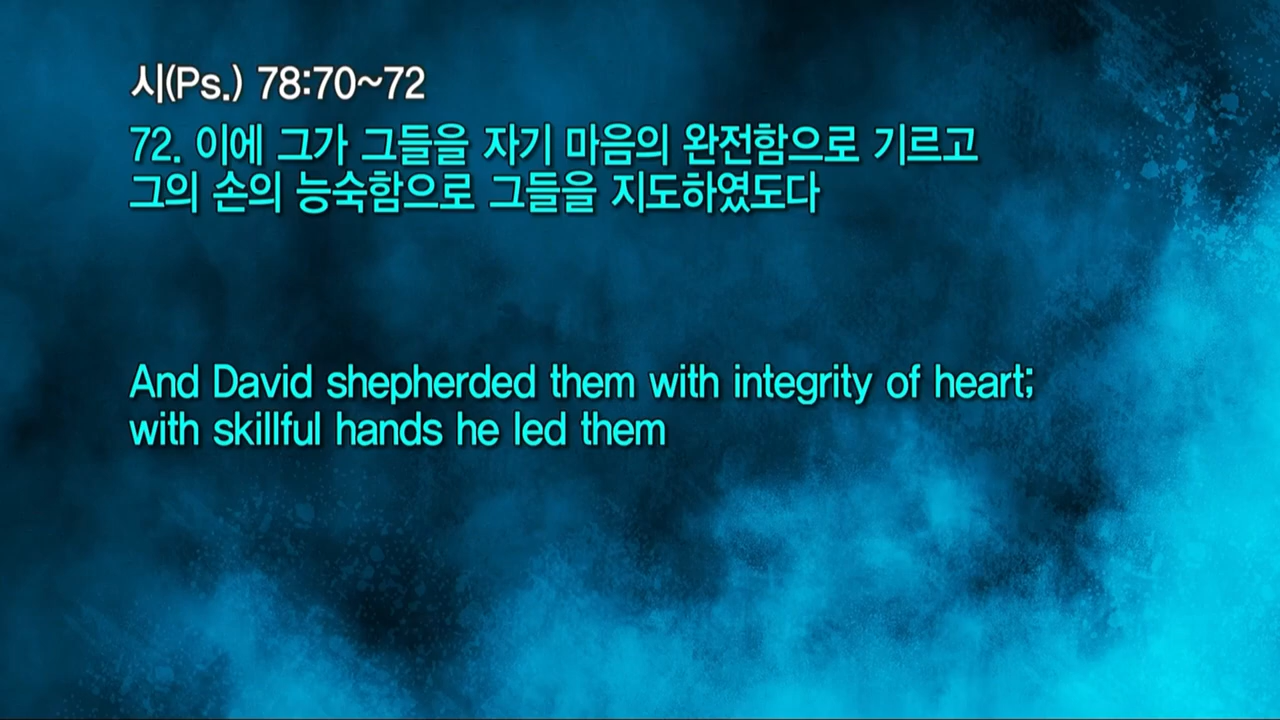 시(Ps.) 78:70~72
72. 이에 그가 그들을 자기 마음의 완전함으로 기르고
그의 손의 능숙함으로 그들을 지도하였도다
And David shepherded them with integrity of heart;
with skillful hands he led them